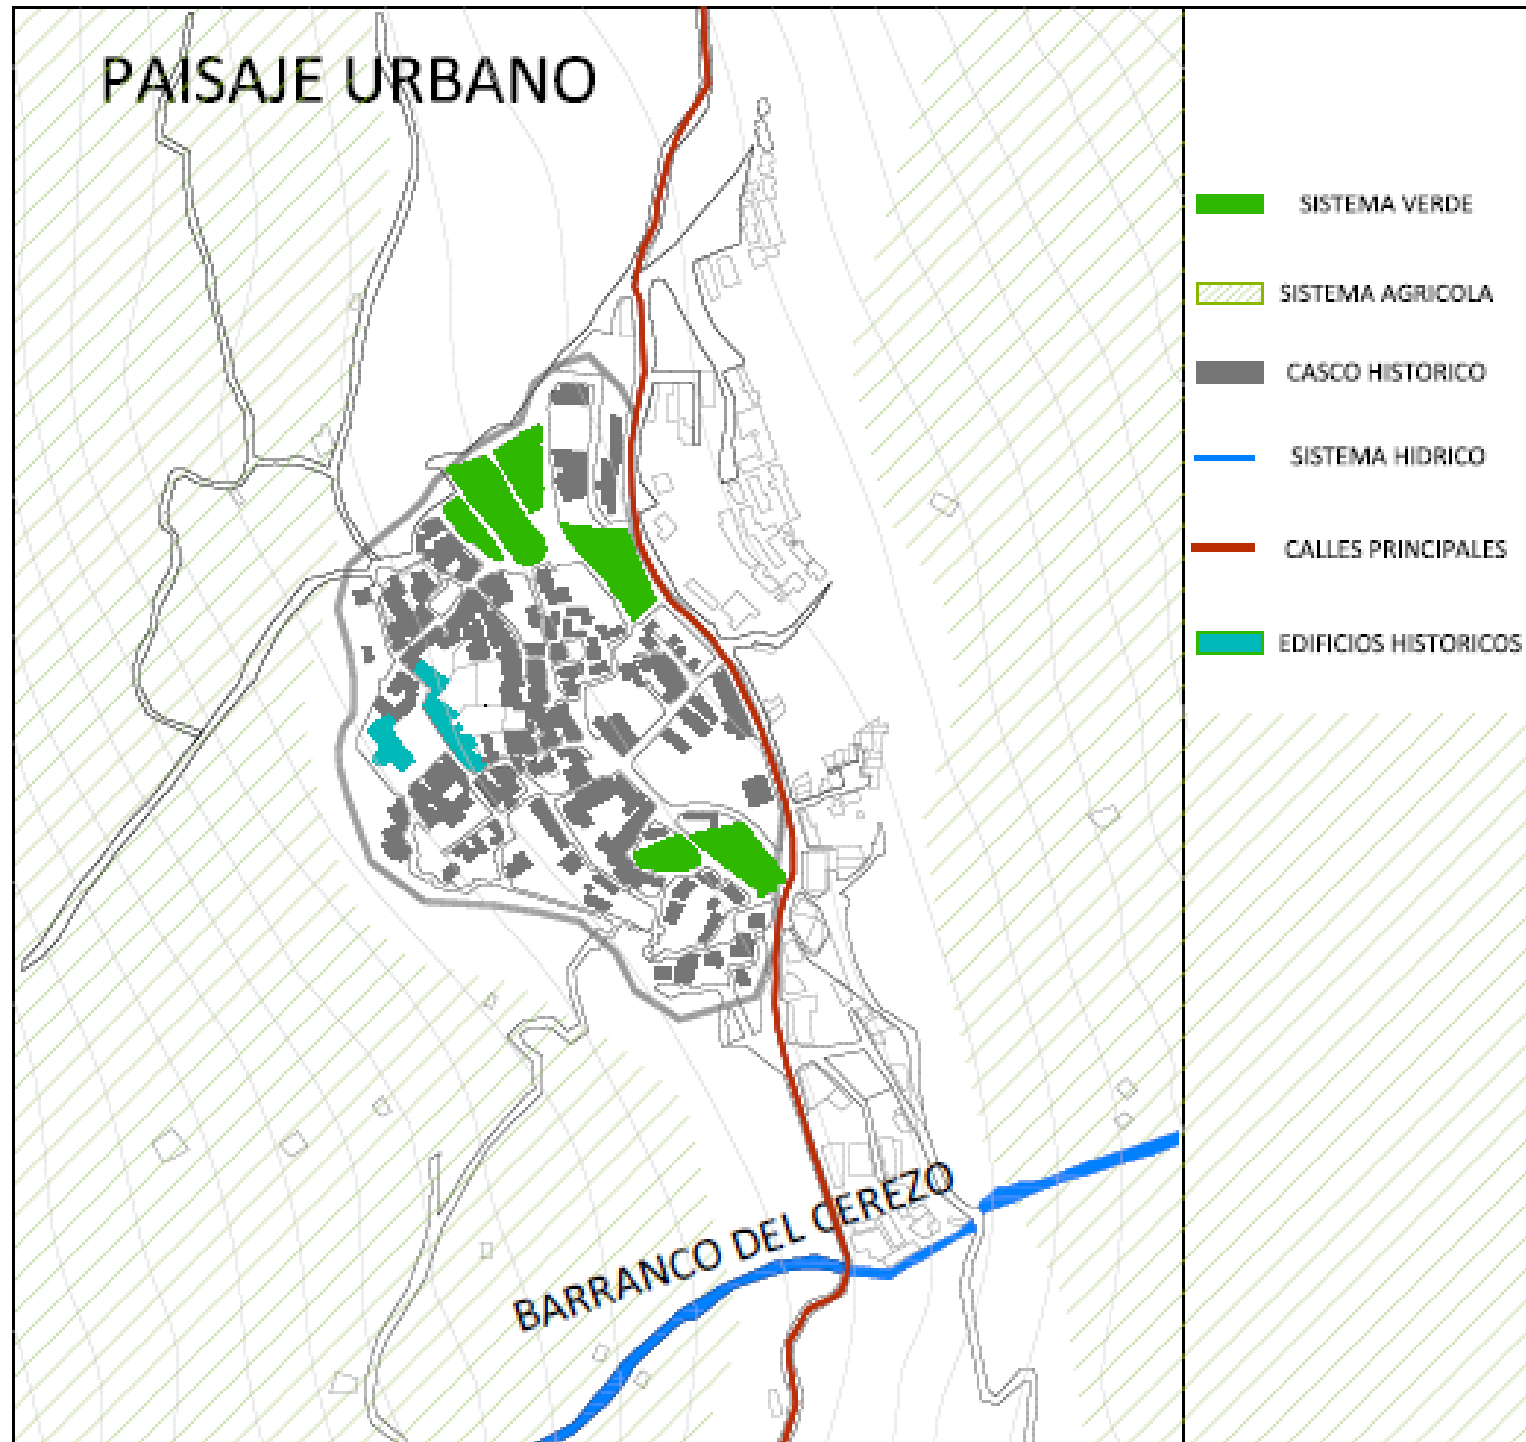 PAISAJE URBANO
SISTEMA VERDE
SISTEMA AGRICOLA
CASCO HISTORICO
SISTEMA HIDRICO
CALLES PRINCIPALES
EDIFICIOS HISTORICOS
BARRANCO DEL CEREZO